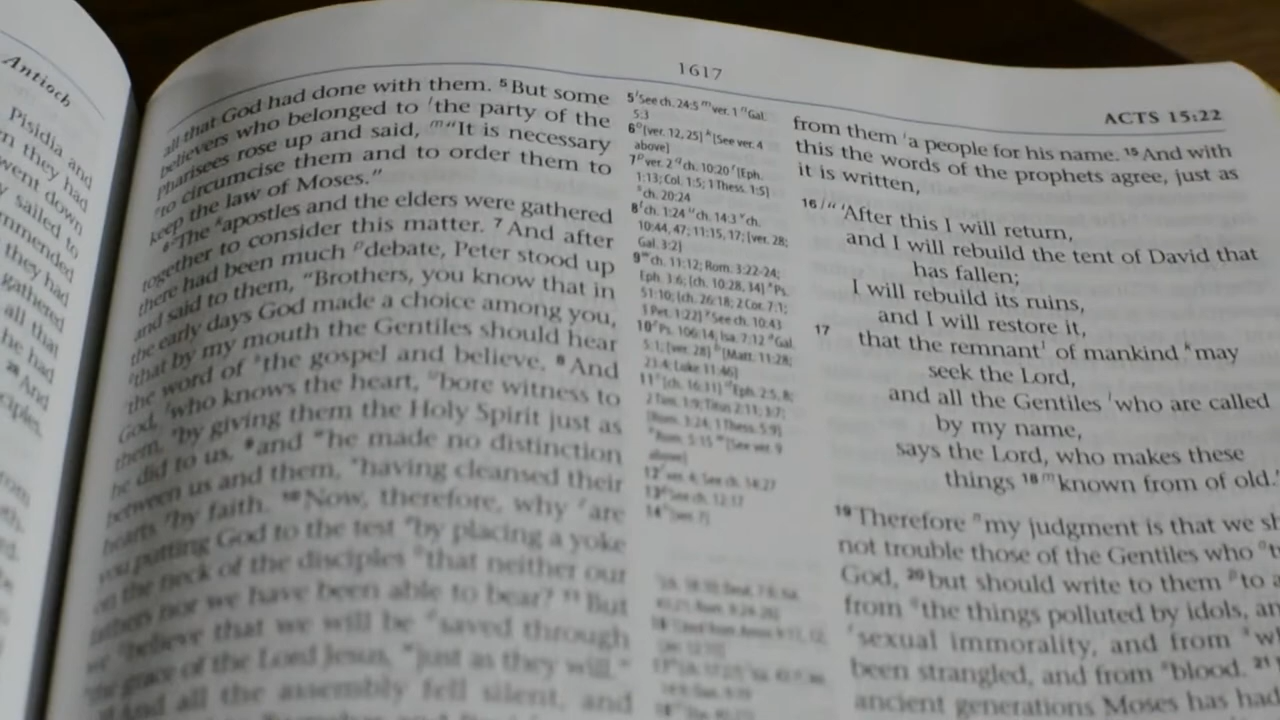 Antioch
Pisidia and
they had
went down
sailed to
they had
gathered
all that
he had
And
1617
ACTS 15:22
all that God had done with them. 5 But some
believers who belonged to l the party of the
Pharisees rose up and said, m “It is necessary
n to circumcise them and to order them to
keep the law of Moses.”
6 o The x apostles and the elders were gathered
together to consider this matter. 7 And after
there had been much p debate, Peter stood up
and said to them, “Brothers, you know that in
the early days God made a choice among you,
that by my mouth the Gentiles should hear
the word of s the gospel and believe. 8 And
God, t who knows the heart, u bore witness to
them, v by giving them the Holy Spirit just as
he did to us, 9 and w he made no distinction
between us and them, x having cleansed their
hearts y by faith. 10 Now, therefore, why z are
you putting God to the test a by placing a yoke
on the neck of the disciples b that neither our
fathers nor we have been able to bear? 11 But
we c believe that we will be d saved through
the grace of the Lord Jesus, e just as they will.”
And all the assembly fell silent, and
5 l See ch. 24:5 m ver. 1 n Gal.
5:3
6 o [ver. 12, 25] x [See ver. 4
above]
7 p ver. 2 q ch. 10:20 r [Eph.
1:13; Col. 1:5; 1 Thess. 1:5]
s ch. 20:24
8 t ch. 1:24 u ch. 14:3 v ch.
10:44, 47; 11:15, 17; [ver. 28;
Gal. 3:2]
9 w ch. 11:12; Rom. 3:22-24;
Eph. 3:6; [ch. 10:28, 34] x Ps.
51:10; [ch. 26:18; 2 Cor. 7:1;
1 Pet. 1:22] y See ch. 10:43
10 z Ps. 106:14; Isa. 7:12 a Gal.
5:1; [ver. 28] b [Matt. 11:28;
23:4; Luke 11:46]
11 c [ch. 16:31] d Eph. 2:5, 8;
2 Tim. 1:9; Titus 2:11; 3:7;
[Rom. 3:24; 1 Thess. 5:9]
e Rom. 5:15 [See ver. 9
above]
12 f ver. 4; See ch. 14:27
13 g See ch. 12:17
14 h [ver. 7]
from them i a people for his name. 15 And with
this the words of the prophets agree, just as
it is written,
16 j “ ‘After this I will return,
and I will rebuild the tent of David that
has fallen;
I will rebuild its ruins,
and I will restore it,
17 that the remnant l of mankind k may
seek the Lord,
and all the Gentiles l who are called
by my name,
says the Lord, who makes these
things 18 m known from of old.’
19 Therefore n my judgment is that we sh
not trouble those of the Gentiles who o t
God, 20 but should write to them p to a
from q the things polluted by idols, an
r sexual immorality, and from s w
been strangled, and from t blood. 21
ancient generations Moses has had